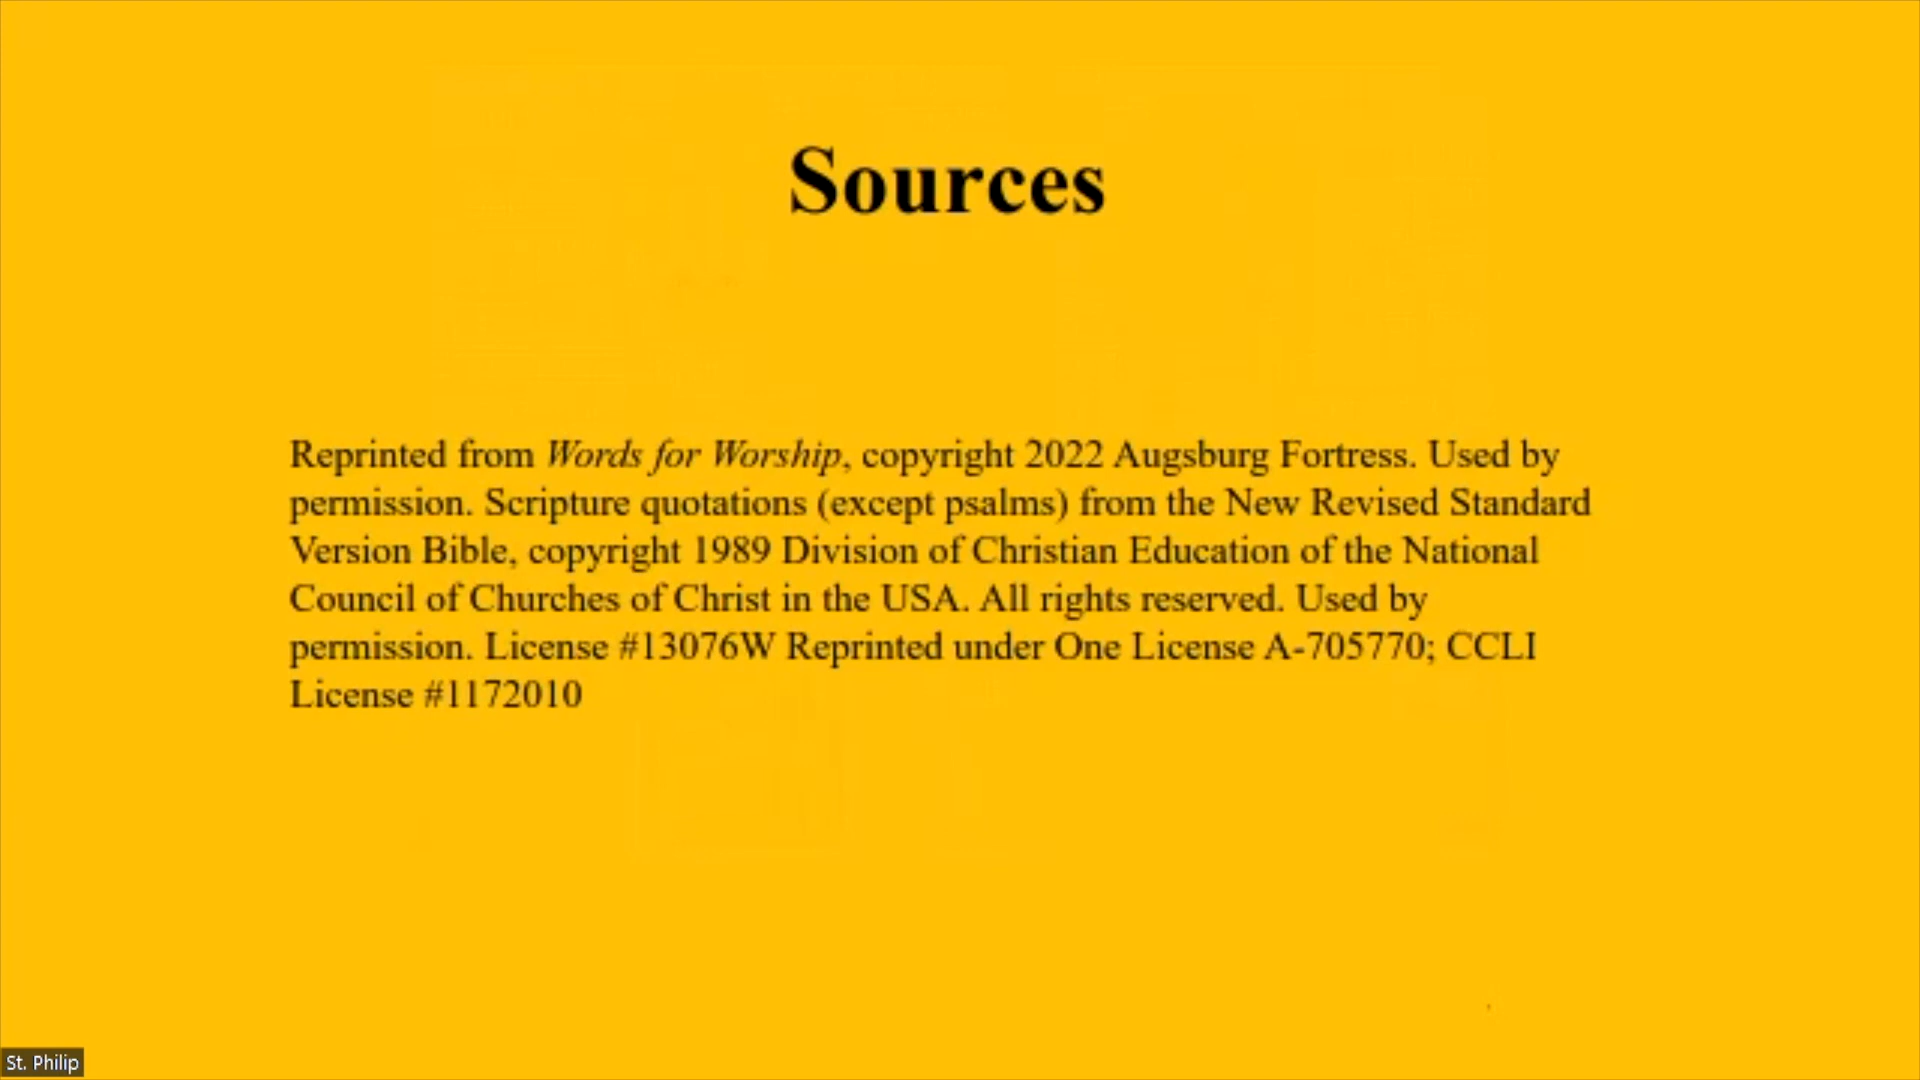 Sources
Reprinted from Words for Worship, copyright 2022 Augsburg Fortress. Used by
permission. Scripture quotations (except psalms) from the New Revised Standard
Version Bible, copyright 1989 Division of Christian Education of the National
Council of Churches of Christ in the USA. All rights reserved. Used by
permission. License #13076W Reprinted under One License A-705770; CCLI
License #1172010
St. Philip